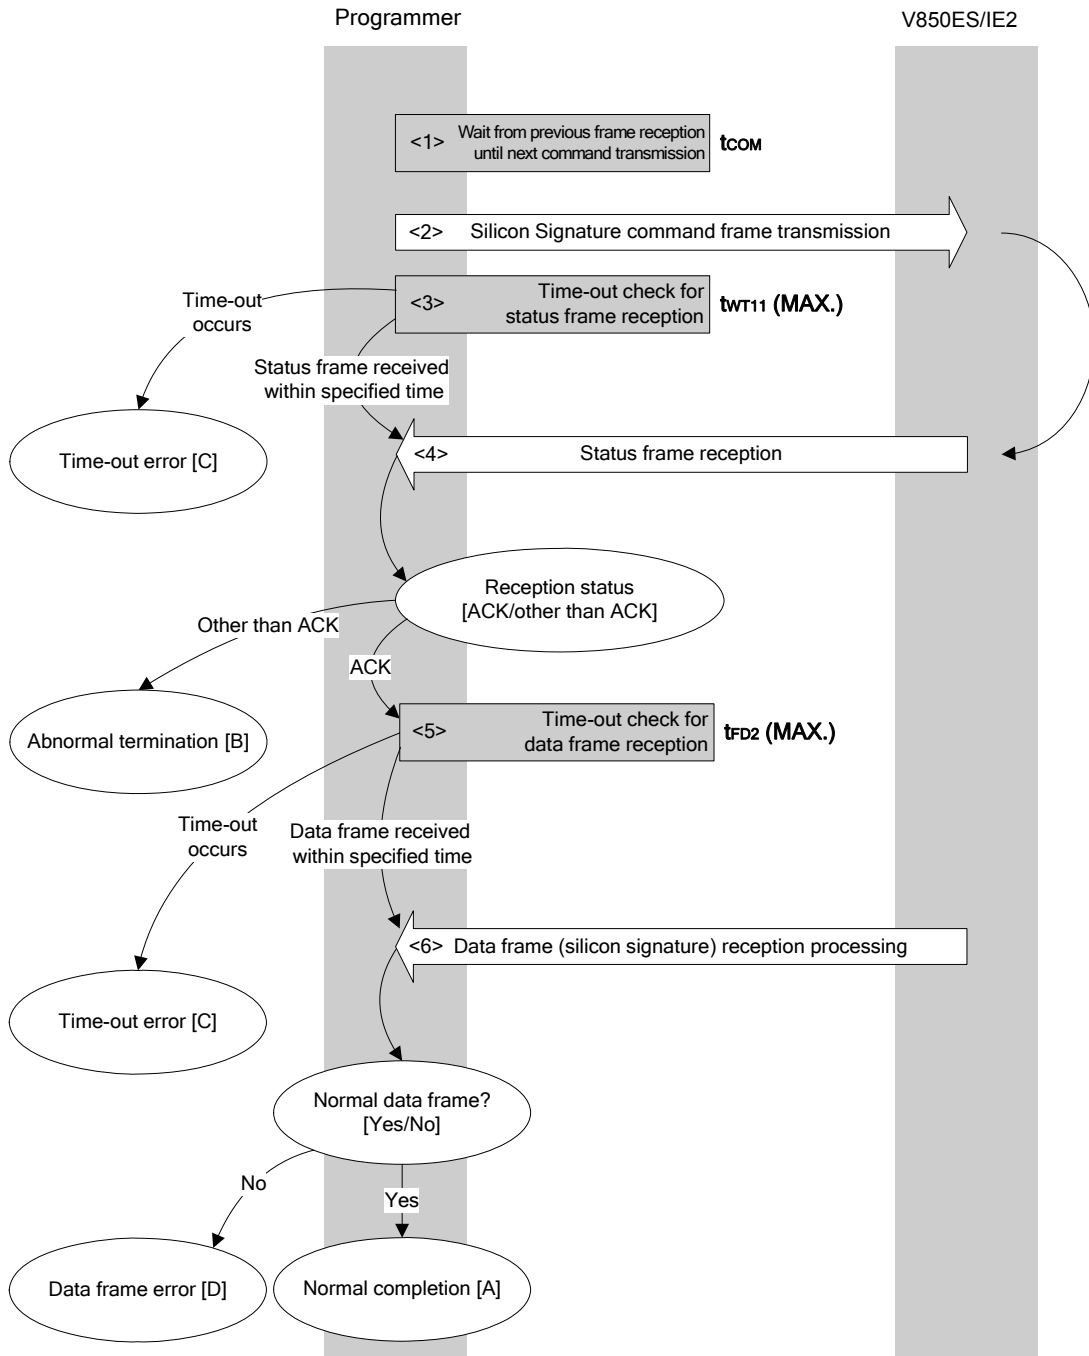 Programmer
V850ES/IE2
<1> Wait from previous frame reception
until next command transmission
tCOM
<2> Silicon Signature command frame transmission
Time-out
occurs
<3> Time-out check for
status frame reception
tWT11 (MAX.)
Status frame received
within specified time
Time-out error [C]
<4> Status frame reception
Reception status
[ACK/other than ACK]
Other than ACK
ACK
Abnormal termination [B]
<5> Time-out check for
data frame reception
tFD2 (MAX.)
Time-out
occurs
Data frame received
within specified time
<6> Data frame (silicon signature) reception processing
Time-out error [C]
Normal data frame?
[Yes/No]
No
Yes
Data frame error [D]
Normal completion [A]